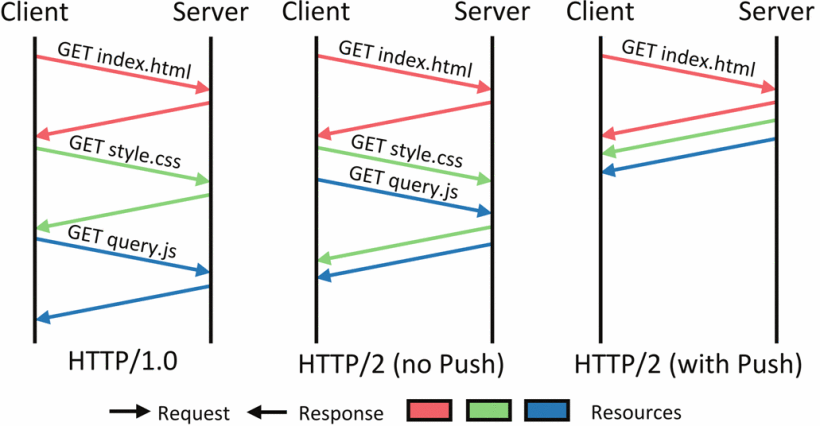 Client Server
GET index.html
GET style.css
GET query.js
HTTP/1.0
Client Server
GET index.html
GET style.css
GET query.js
HTTP/2 (no Push)
Client Server
GET index.html
HTTP/2 (with Push)
Request Response Resources